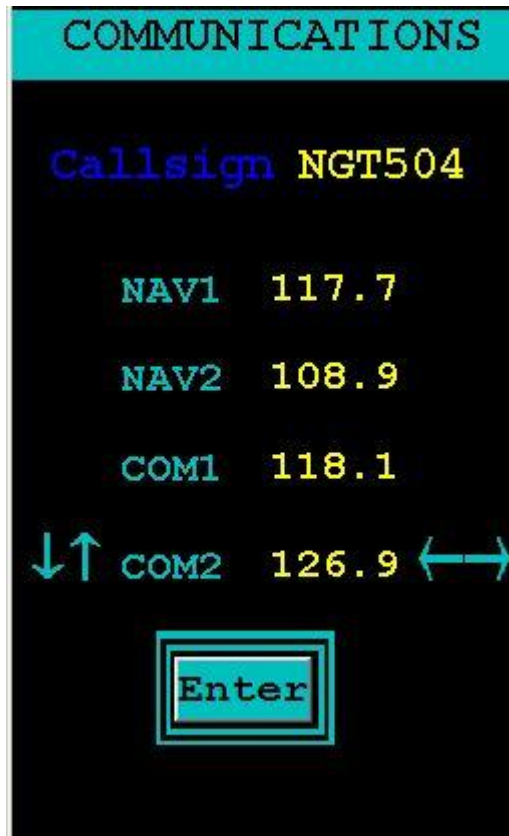 COMMUNICATIONS
Callsign NGT504
NAV1 117.7
NAV2 108.9
COM1 118.1
↓↑ COM2 126.9 ←→
Enter